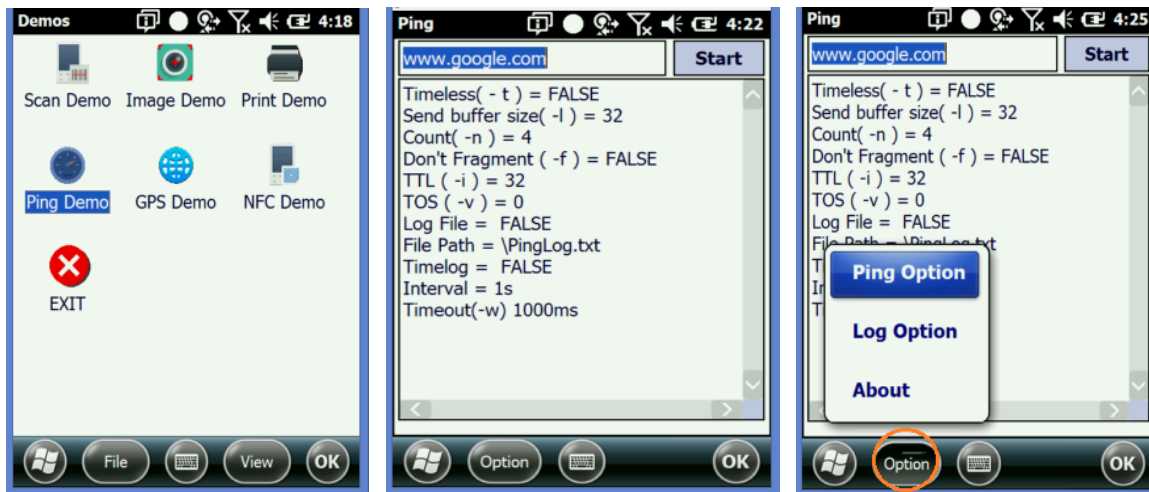 Demos 4:18
Scan Demo Image Demo Print Demo
Ping Demo GPS Demo NFC Demo
EXIT
File View OK
Ping 4:22
www.google.com Start
Timeless( - t ) = FALSE
Send buffer size( -l ) = 32
Count( -n ) = 4
Don't Fragment ( -f ) = FALSE
TTL ( -i ) = 32
TOS ( -v ) = 0
Log File =  FALSE
File Path = \PingLog.txt
Timelog =  FALSE
Interval = 1s
Timeout(-w) 1000ms
Option OK
Ping 4:25
www.google.com Start
Timeless( - t ) = FALSE
Send buffer size( -l ) = 32
Count( -n ) = 4
Don't Fragment ( -f ) = FALSE
TTL ( -i ) = 32
TOS ( -v ) = 0
Log File =  FALSE
File Path = \PingLog.txt
Ping Option
Log Option
About
Option OK